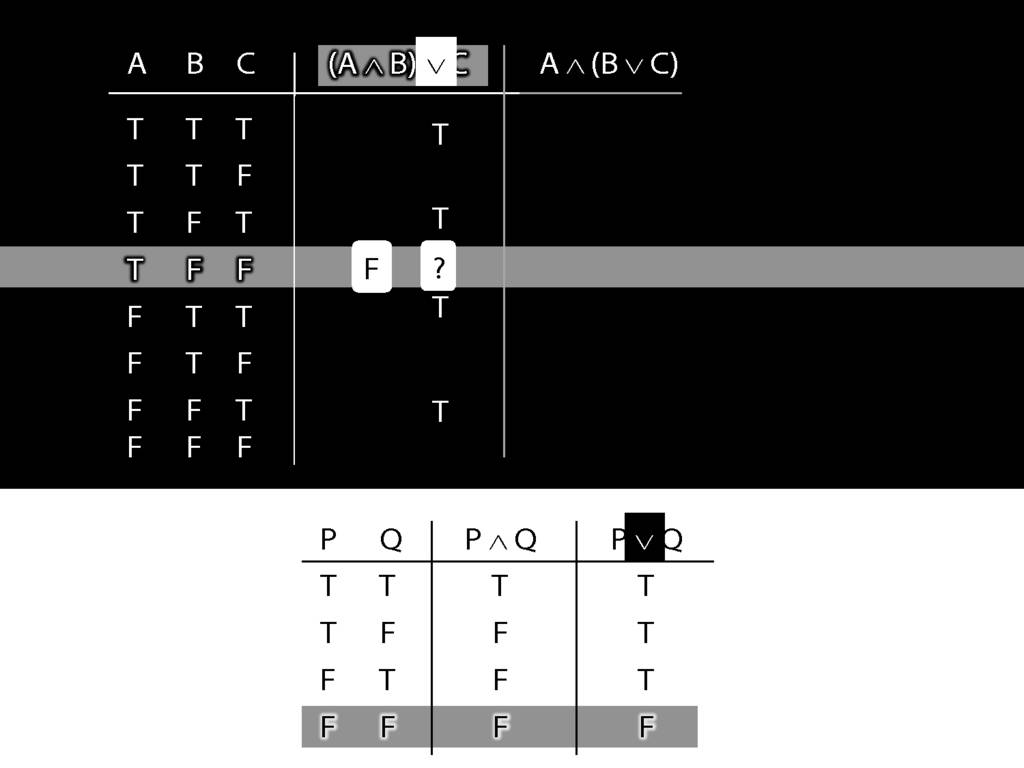 A B C (A ∧ B) ∨ C A ∧ (B ∨ C)
T T T T
T T F
T F T T
T F F F ?
F T T T
F T F
F F T T
F F F
P Q P ∧ Q P ∨ Q
T T T T
T F F T
F T F T
F F F F